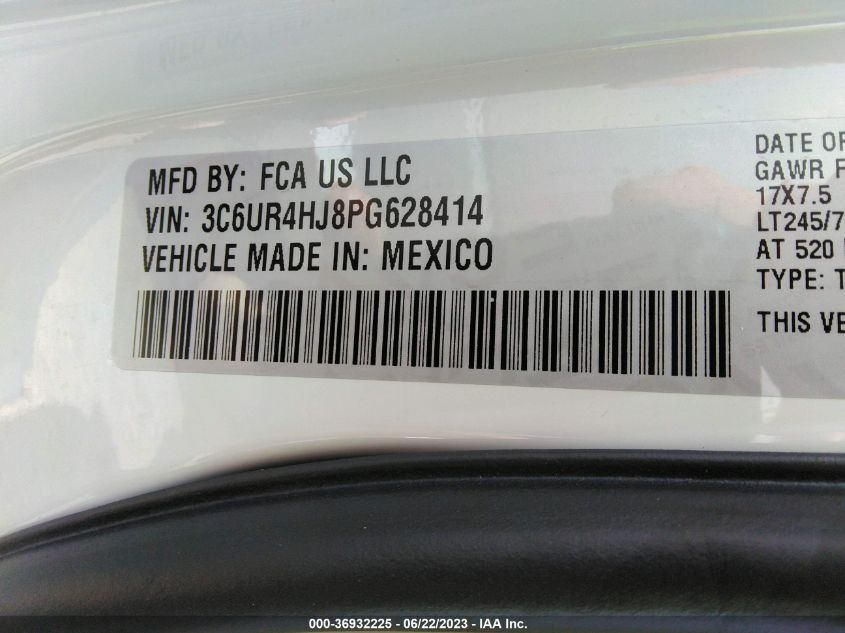 MFD BY: FCA US LLC
VIN: 3C6UR4HJ8PG628414
VEHICLE MADE IN: MEXICO
DATE OF
GAWR F
17X7.5
LT245/7
AT 520
TYPE: T
THIS VE
000-36932225 - 06/22/2023 - IAA Inc.